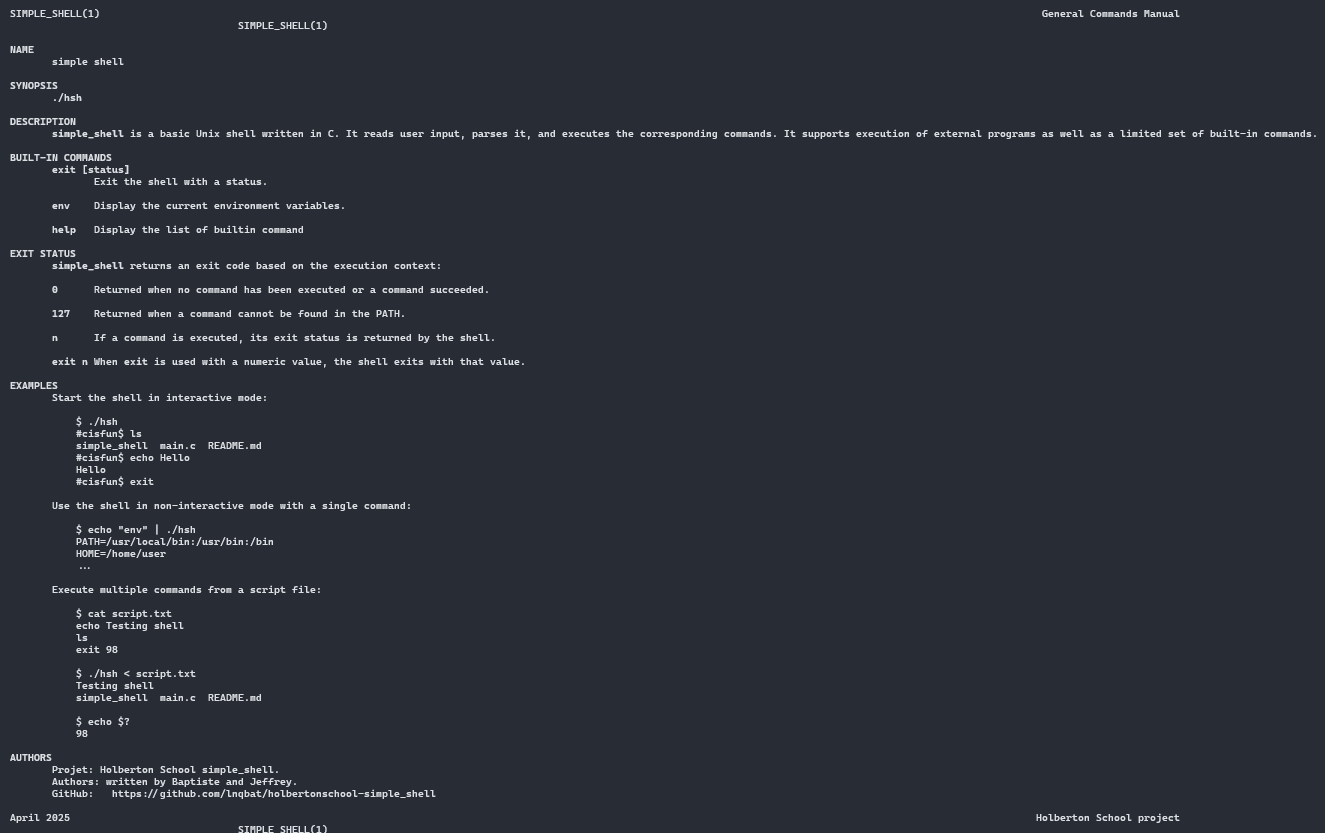 SIMPLE_SHELL(1) General Commands Manual
SIMPLE_SHELL(1)
NAME
simple shell
SYNOPSIS
./hsh
DESCRIPTION
simple_shell is a basic Unix shell written in C. It reads user input, parses it, and executes the corresponding commands. It supports execution of external programs as well as a limited set of built-in commands.
BUILT-IN COMMANDS
exit [status]
Exit the shell with a status.
env Display the current environment variables.
help Display the list of builtin command
EXIT STATUS
simple_shell returns an exit code based on the execution context:
0 Returned when no command has been executed or a command succeeded.
127 Returned when a command cannot be found in the PATH.
n If a command is executed, its exit status is returned by the shell.
exit n When exit is used with a numeric value, the shell exits with that value.
EXAMPLES
Start the shell in interactive mode:
$ ./hsh
#cisfun$ ls
simple_shell main.c README.md
#cisfun$ echo Hello
Hello
#cisfun$ exit
Use the shell in non-interactive mode with a single command:
$ echo "env" | ./hsh
PATH=/usr/local/bin:/usr/bin:/bin
HOME=/home/user
...
Execute multiple commands from a script file:
$ cat script.txt
echo Testing shell
ls
exit 98
$ ./hsh < script.txt
Testing shell
simple_shell main.c README.md
$ echo $?
98
AUTHORS
Projet: Holberton School simple_shell.
Authors: written by Baptiste and Jeffrey.
GitHub: https://github.com/lnqbat/holbertonschool-simple_shell
April 2025 Holberton School project
SIMPLE_SHELL(1)